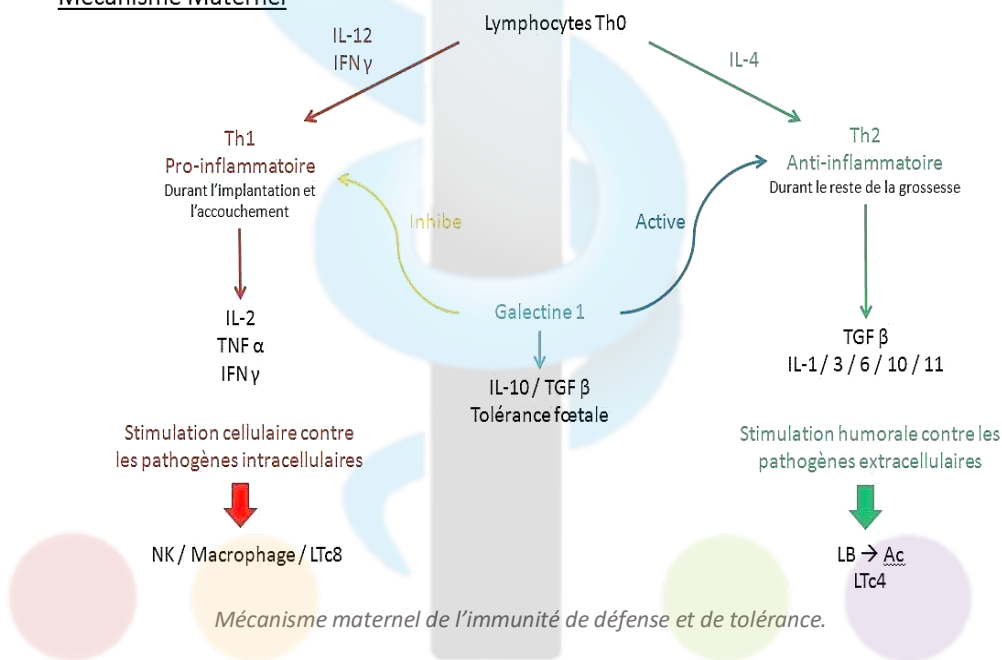 Mécanisme Maternel
Lymphocytes Th0
IL-12
IFN γ
IL-4
Th1
Pro-inflammatoire
Durant l'implantation et
l'accouchement
Th2
Anti-inflammatoire
Durant le reste de la grossesse
Inhibe
Active
Galectine 1
IL-2
TNF α
IFN γ
TGF β
IL-1 / 3 / 6 / 10 / 11
IL-10 / TGF β
Tolérance fœtale
Stimulation cellulaire contre
les pathogènes intracellulaires
Stimulation humorale contre les
pathogènes extracellulaires
NK / Macrophage / LTc8
LB → Ac
LTc4
Mécanisme maternel de l'immunité de défense et de tolérance.